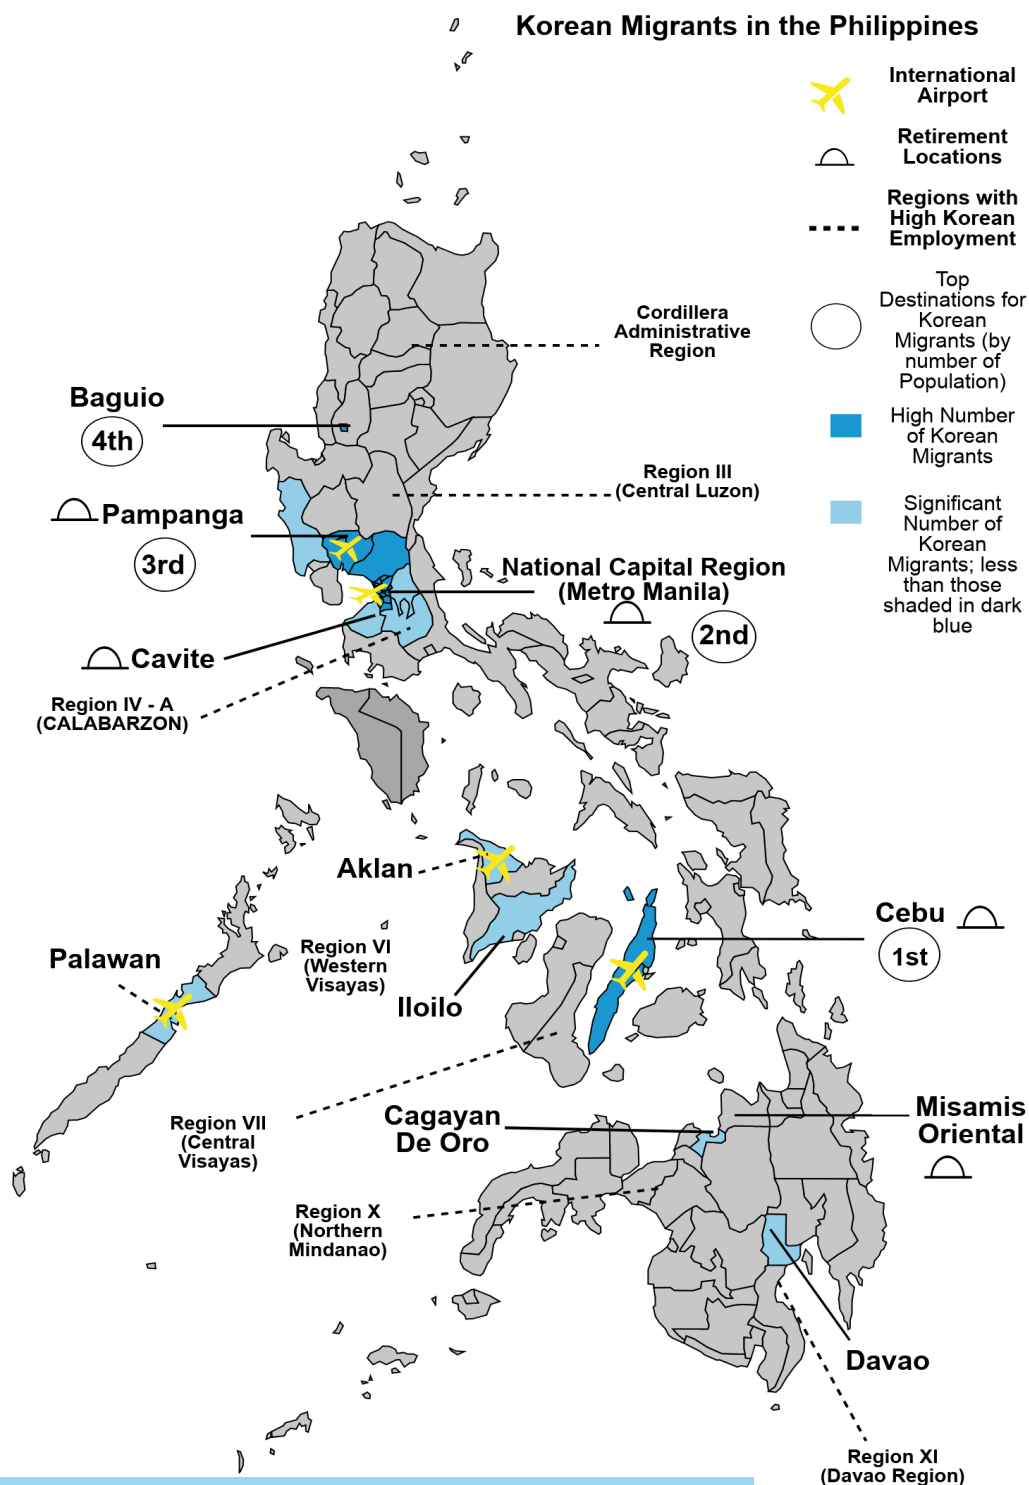 Korean Migrants in the Philippines
International
Airport
Retirement
Locations
Regions with
High Korean
Employment
Top
Destinations for
Korean
Migrants (by
number of
Population)
High Number
of Korean
Migrants
Significant
Number of
Korean
Migrants; less
than those
shaded in dark
blue
Cordillera
Administrative
Region
Baguio
4th
Region III
(Central Luzon)
Pampanga
3rd
National Capital Region
(Metro Manila)
2nd
Cavite
Region IV - A
(CALABARZON)
Aklan
Cebu
1st
Palawan
Region VI
(Western
Visayas)
Iloilo
Region VII
(Central
Visayas)
Cagayan
De Oro
Misamis
Oriental
Region X
(Northern
Mindanao)
Davao
Region XI
(Davao Region)